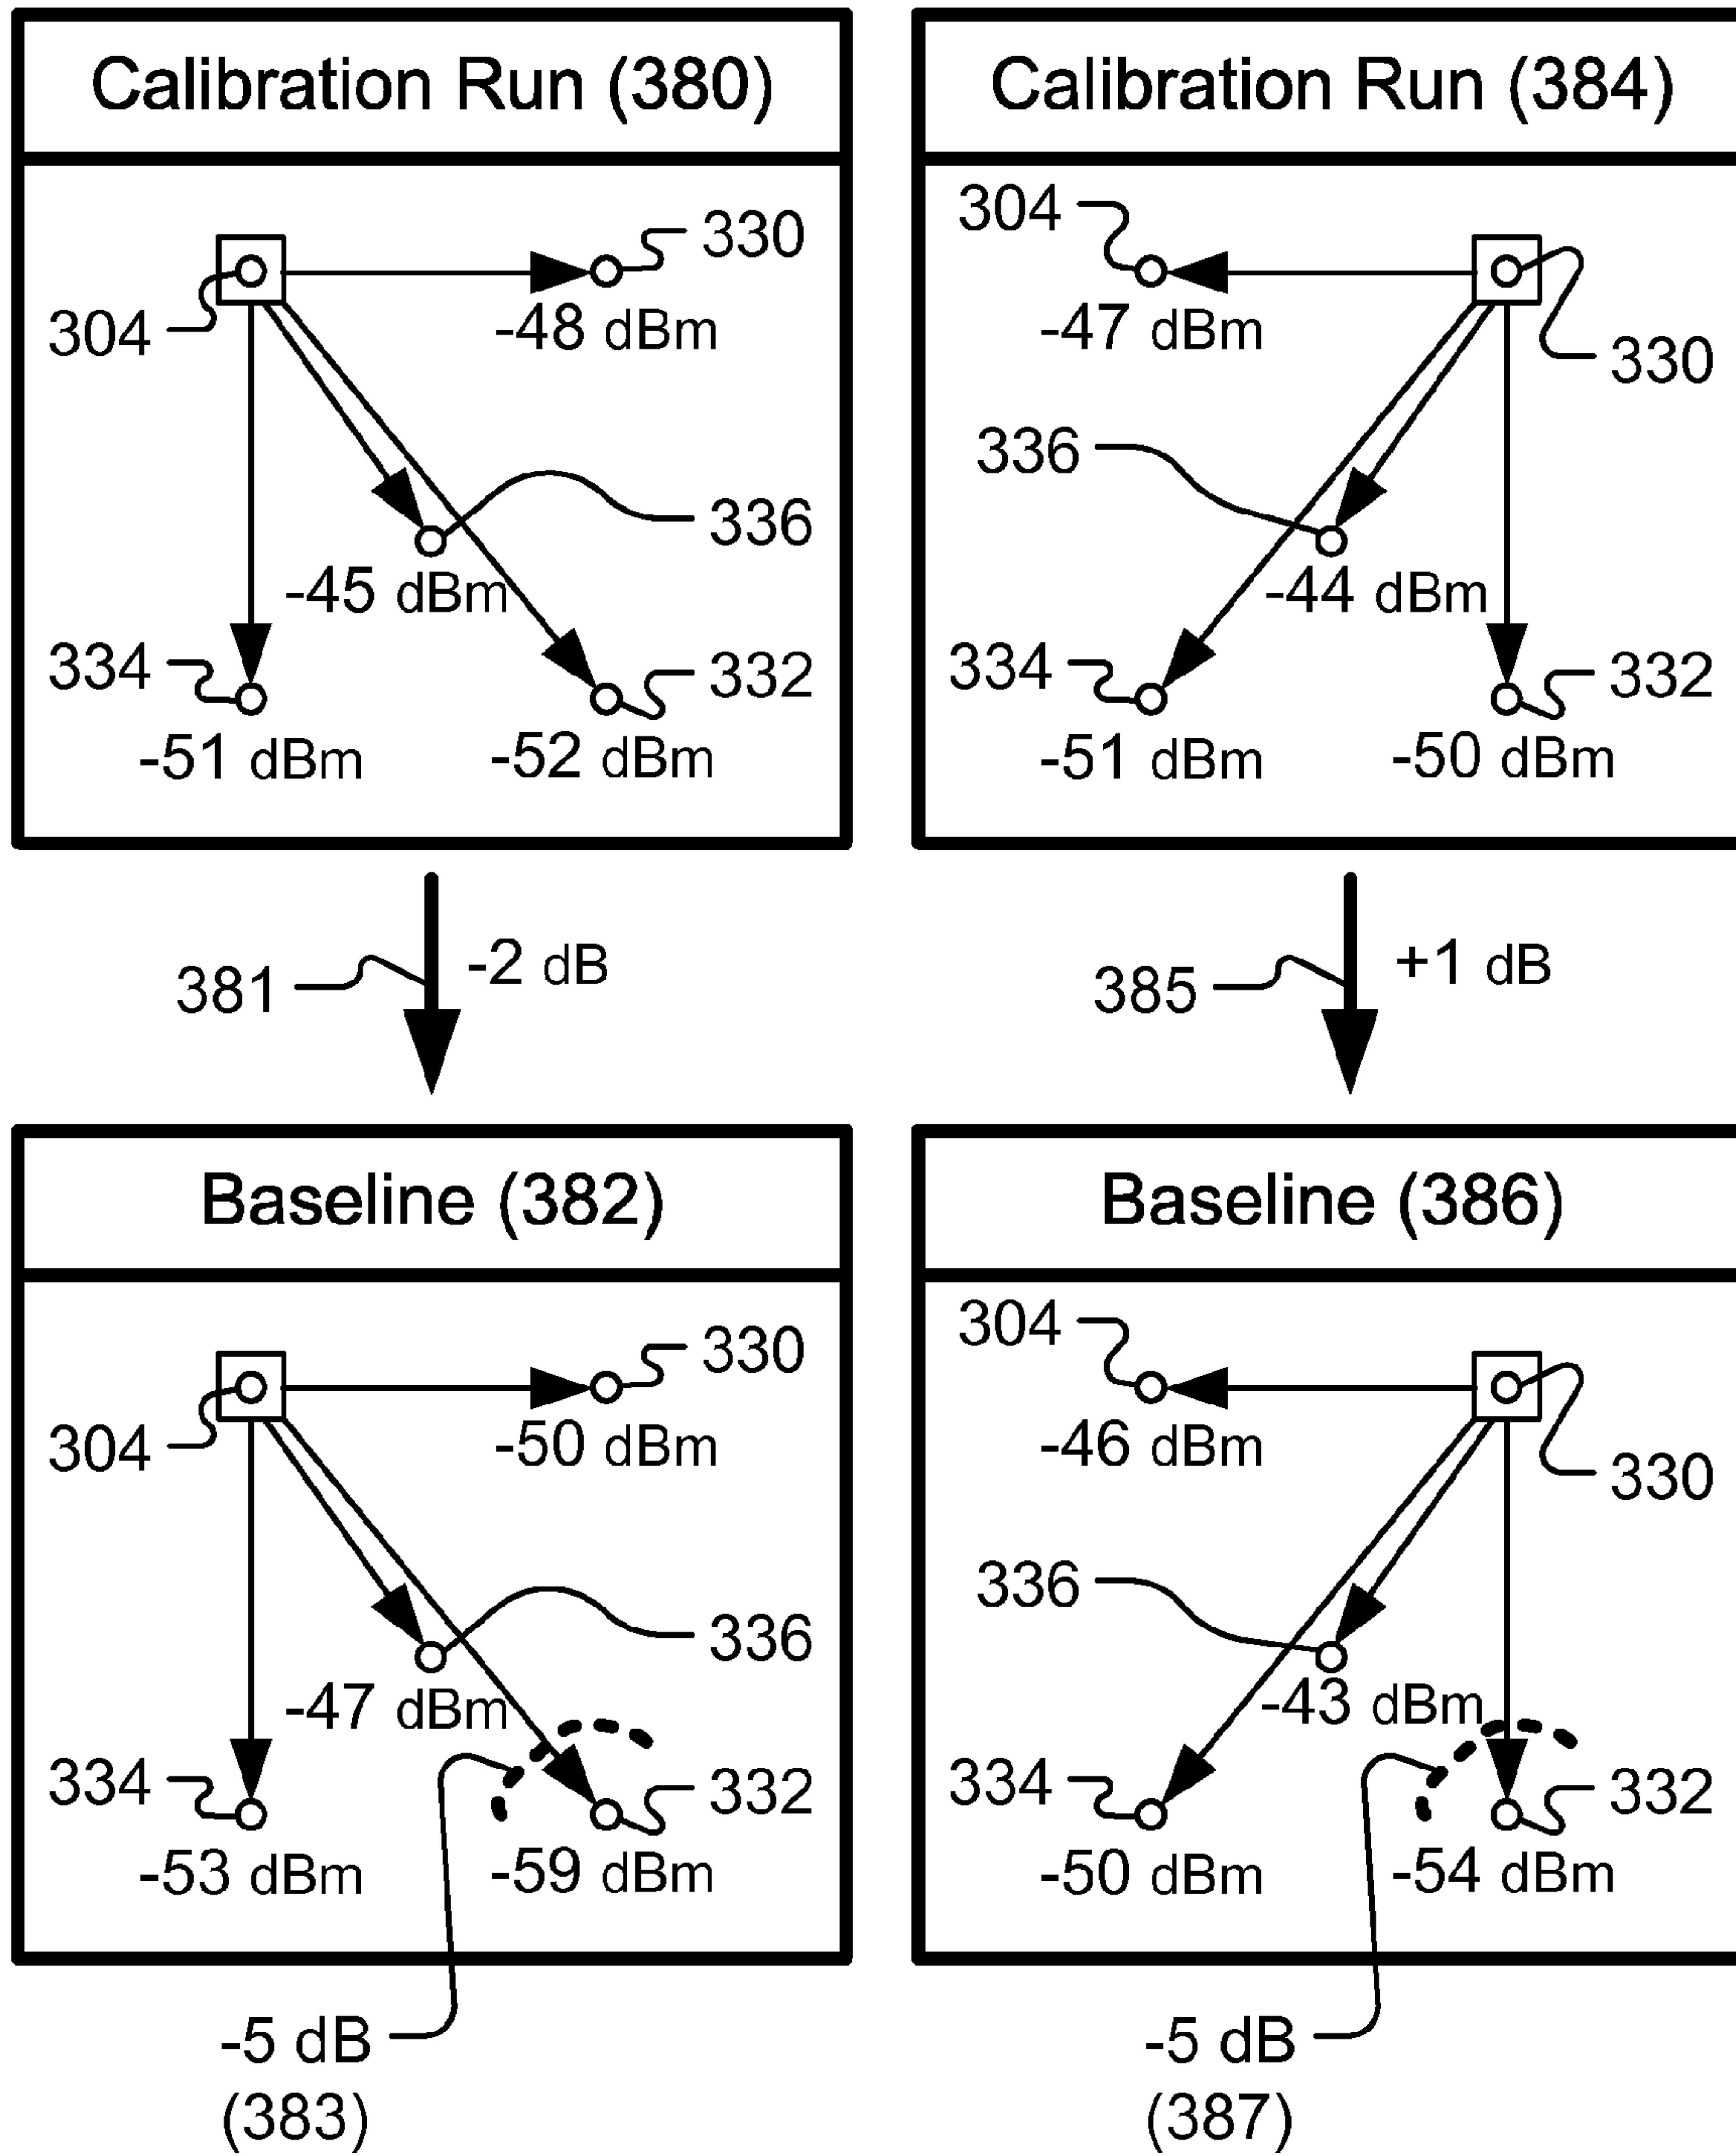 Calibration Run (380)
304
330
-48 dBm
336
-45 dBm
334
332
-51 dBm
-52 dBm
Calibration Run (384)
304
-47 dBm
330
336
-44 dBm
334
332
-51 dBm
-50 dBm
381
-2 dB
385
+1 dB
Baseline (382)
330
304
-50 dBm
336
-47 dBm
334
332
-53 dBm
-59 dBm
-5 dB
(383)
Baseline (386)
304
-46 dBm
330
336
-43 dBm
334
332
-50 dBm
-54 dBm
-5 dB
(387)